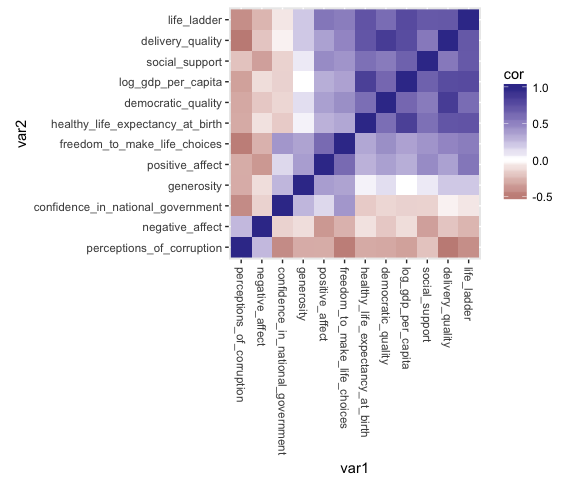 life_ladder
delivery_quality
social_support
log_gdp_per_capita
democratic_quality
healthy_life_expectancy_at_birth
freedom_to_make_life_choices
positive_affect
generosity
confidence_in_national_government
negative_affect
perceptions_of_corruption
var2
perceptions_of_corruption
negative_affect
confidence_in_national_government
generosity
positive_affect
freedom_to_make_life_choices
healthy_life_expectancy_at_birth
democratic_quality
log_gdp_per_capita
social_support
delivery_quality
life_ladder
var1
cor
1.0
0.5
0.0
-0.5